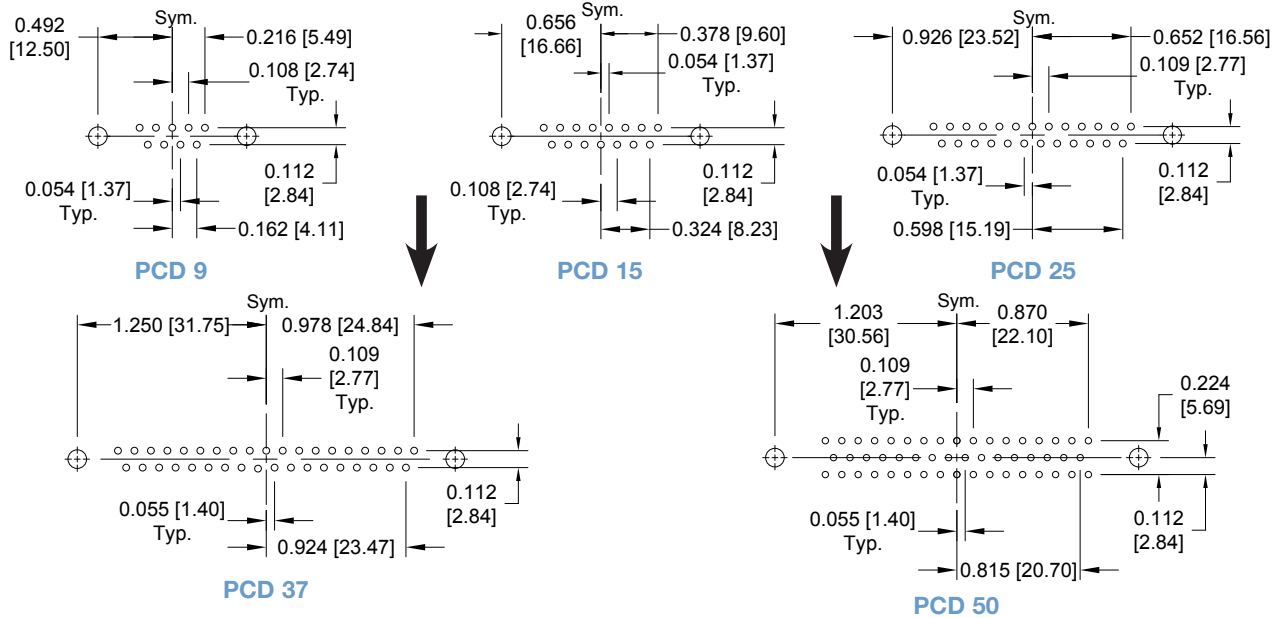 Sym.
0.492
[12.50]
0.216 [5.49]
0.108 [2.74]
Typ.
0.112
[2.84]
0.054 [1.37]
Typ.
0.162 [4.11]
PCD 9
Sym.
0.656
[16.66]
0.378 [9.60]
0.054 [1.37]
Typ.
0.112
[2.84]
0.108 [2.74]
Typ.
0.324 [8.23]
PCD 15
Sym.
0.926 [23.52]
0.652 [16.56]
0.109 [2.77]
Typ.
0.054 [1.37]
Typ.
0.112
[2.84]
0.598 [15.19]
PCD 25
Sym.
1.250 [31.75]
0.978 [24.84]
0.109
[2.77]
Typ.
0.112
[2.84]
0.055 [1.40]
Typ.
0.924 [23.47]
PCD 37
Sym.
1.203
[30.56]
0.870
[22.10]
0.109
[2.77]
Typ.
0.224
[5.69]
0.055 [1.40]
Typ.
0.112
[2.84]
0.815 [20.70]
PCD 50